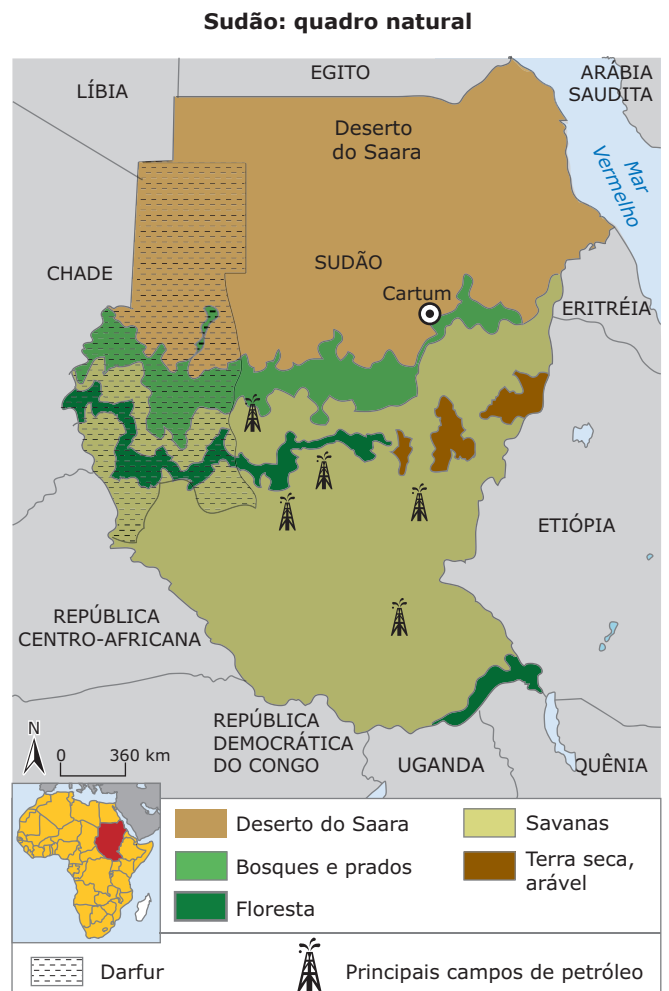 Sudão: quadro natural
EGITO
ARÁBIA
SAUDITA
LÍBIA
Deserto
do Saara
Mar
Vermelho
CHADE
SUDÃO
Cartum
ERITRÉIA
ETIÓPIA
REPÚBLICA
CENTRO-AFRICANA
REPÚBLICA
DEMOCRÁTICA
DO CONGO
UGANDA
QUÊNIA
N
0 360 km
Deserto do Saara
Savanas
Bosques e prados
Terra seca,
arável
Floresta
Darfur
Principais campos de petróleo